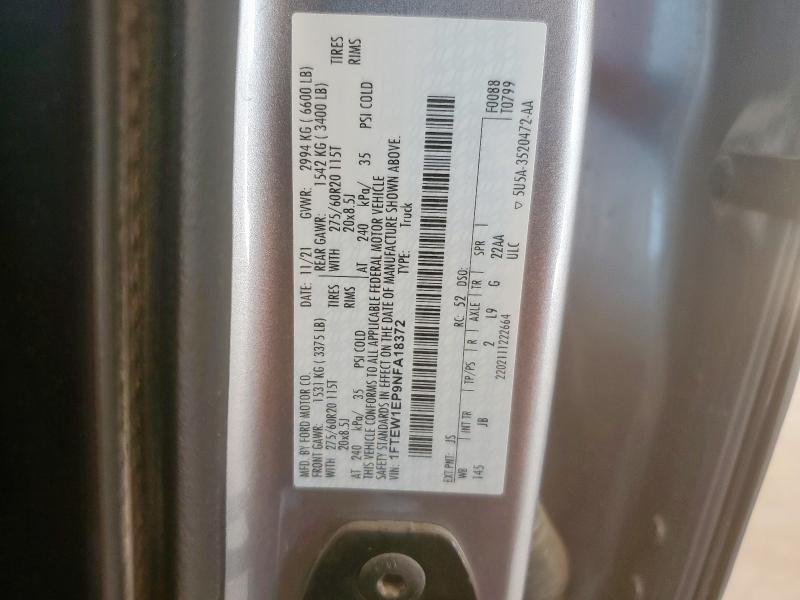 MFD. BY FORD MOTOR CO.
DATE: 11/21 GVWR: 2994 KG ( 6600 LB)
FRONT GAWR: 1531 KG ( 3375 LB) REAR GAWR: 1542 KG ( 3400 LB)
WITH 275/60R20 115T TIRES WITH 275/60R20 115T TIRES
20x8.5J RIMS 20x8.5J RIMS
AT 240 kPa/ 35 PSI COLD AT 240 kPa/ 35 PSI COLD
THIS VEHICLE CONFORMS TO ALL APPLICABLE FEDERAL MOTOR VEHICLE
SAFETY STANDARDS IN EFFECT ON THE DATE OF MANUFACTURE SHOWN ABOVE.
VIN: 1FTEW1EP9NFA18372 TYPE: Truck
F0088
T0799
EXT PNT: JS RC: 52 DSO:
WB INT TR TP/PS R AXLE TR SPR
145 JB 2 L9 G 22AA
ULC
2202111222664
▽ 5U5A-3520472-AA